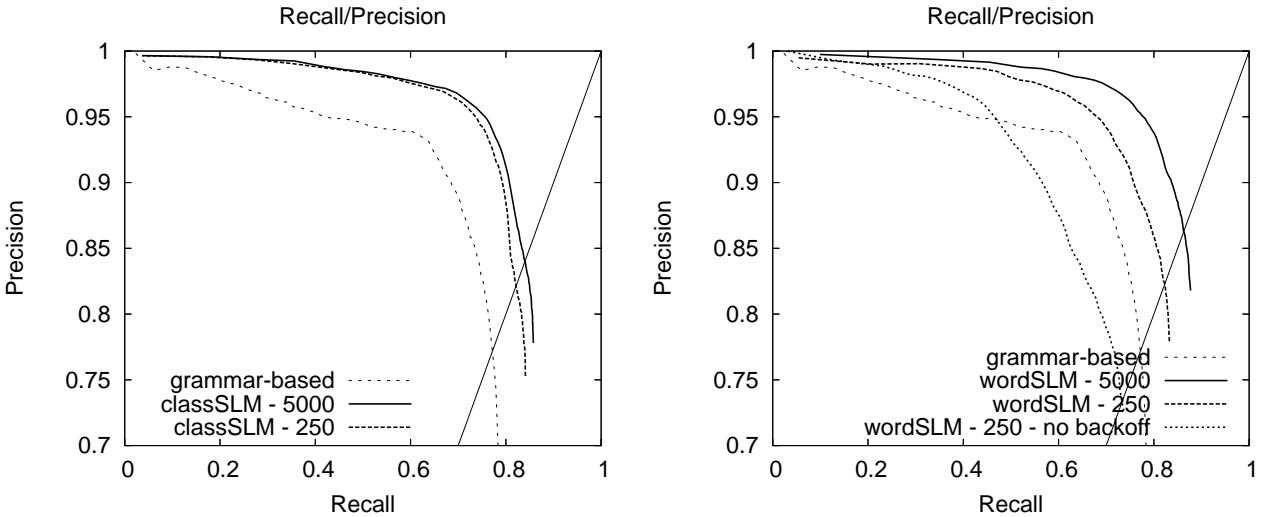 Recall/Precision
1
0.95
0.9
0.85
0.8
0.75
0.7
Precision
grammar-based
classSLM - 5000
classSLM - 250
0 0.2 0.4 0.6 0.8 1
Recall
Recall/Precision
1
0.95
0.9
0.85
0.8
0.75
0.7
Precision
grammar-based
wordSLM - 5000
wordSLM - 250
wordSLM - 250 - no backoff
0 0.2 0.4 0.6 0.8 1
Recall